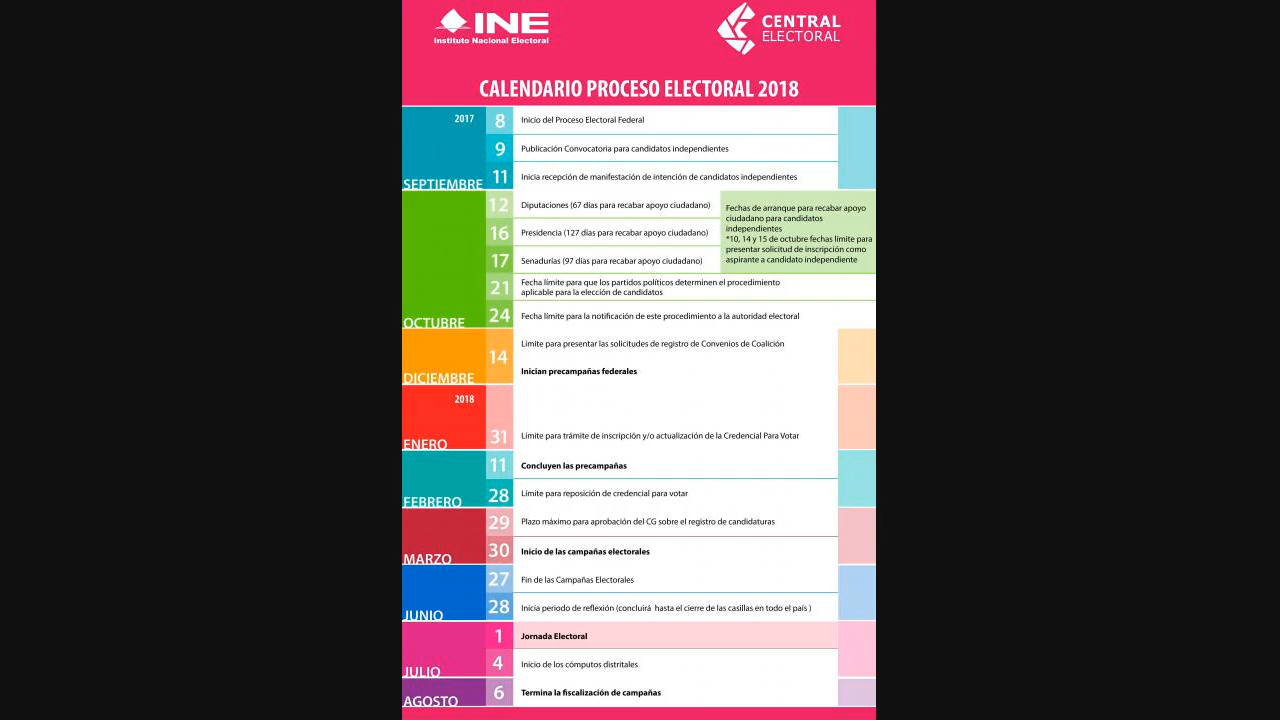 INE
Instituto Nacional Electoral
CENTRAL
ELECTORAL
CALENDARIO PROCESO ELECTORAL 2018
2017
SEPTIEMBRE
8 Inicio del Proceso Electoral Federal
9 Publicación Convocatoria para candidatos independientes
11 Inicia recepción de manifestación de intención de candidatos independientes
OCTUBRE
12 Diputaciones (67 días para recabar apoyo ciudadano)
16 Presidencia (127 días para recabar apoyo ciudadano)
17 Senadurías (97 días para recabar apoyo ciudadano)
Fechas de arranque para recabar apoyo
ciudadano para candidatos
independientes
*10, 14 y 15 de octubre fechas límite para
presentar solicitud de inscripción como
aspirante a candidato independiente
21 Fecha límite para que los partidos políticos determinen el procedimiento
aplicable para la elección de candidatos
24 Fecha límite para la notificación de este procedimiento a la autoridad electoral
DICIEMBRE
14 Límite para presentar las solicitudes de registro de Convenios de Coalición
Inician precampañas federales
2018
ENERO
31 Límite para trámite de inscripción y/o actualización de la Credencial Para Votar
FEBRERO
11 Concluyen las precampañas
28 Límite para reposición de credencial para votar
MARZO
29 Plazo máximo para aprobación del CG sobre el registro de candidaturas
30 Inicio de las campañas electorales
JUNIO
27 Fin de las Campañas Electorales
28 Inicia periodo de reflexión (concluirá hasta el cierre de las casillas en todo el país )
JULIO
1 Jornada Electoral
4 Inicio de los cómputos distritales
AGOSTO
6 Termina la fiscalización de campañas